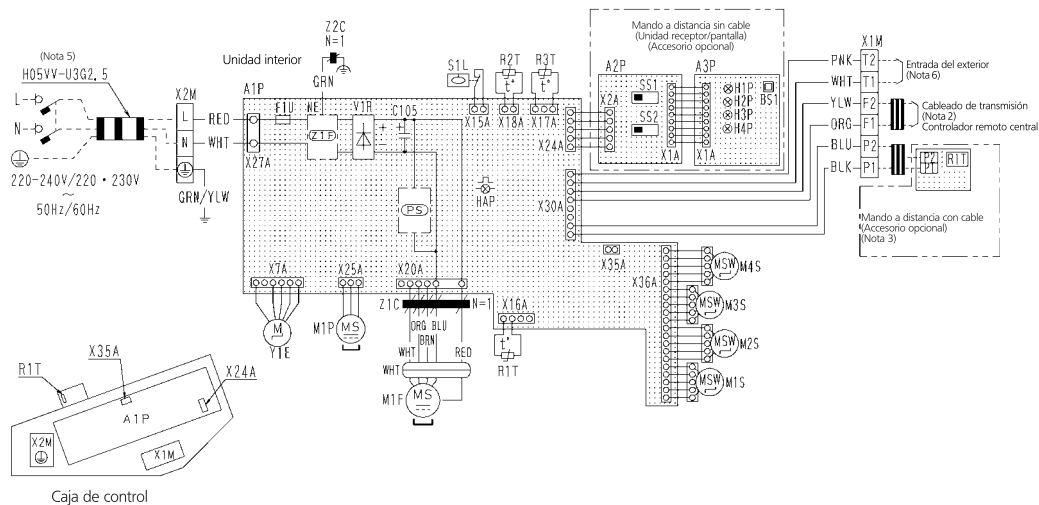 Z2C
N=1
Mando a distancia sin cable
(Unidad receptor/pantalla)
(Accesorio opcional)
(Nota 5)
H05VV-U3G2.5
Unidad interior
GRN
S1L
R2T
t°
R3T
t°
X1M
PNK
T2
Entrada del exterior
(Nota 6)
WHT
T1
A1P
A2P
A3P
X2M
L
L
RED
F1U
NE
V1R
C105
X15A
X18A
X17A
X2A
SS1
H1P
BS1
H2P
H3P
H4P
YLW
F2
Cableado de transmisión
(Nota 2)
Controlador remoto central
ORG
F1
N
N
WHT
Z1F
SS2
X24A
X1A
X1A
BLU
P2
P2
R1T
BLK
P1
P1
X27A
220-240V/220・230V
~
50Hz/60Hz
GRN/YLW
HAP
PS
X30A
Mando a distancia con cable
(Accesorio opcional)
(Nota 3)
X35A
X36A
MSW
M4S
X7A
X25A
X20A
Z1C
N=1
X16A
MSW
M3S
M
Y1E
M1P
MS
ORG
BLU
BRN
WHT
RED
t°
R1T
MSW
M2S
WHT
M1F
MS
MSW
M1S
X35A
R1T
X24A
A1P
X2M
X1M
Caja de control